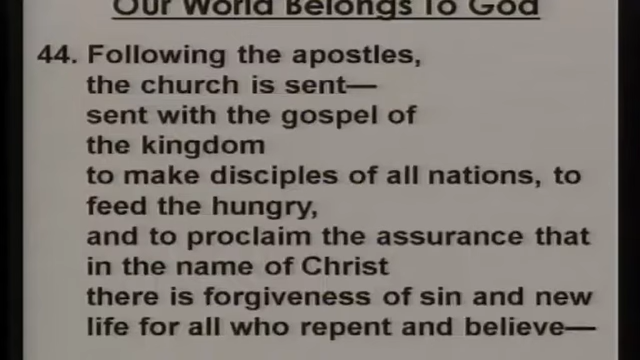 Our World Belongs To God
44. Following the apostles,
the church is sent—
sent with the gospel of
the kingdom
to make disciples of all nations, to
feed the hungry,
and to proclaim the assurance that
in the name of Christ
there is forgiveness of sin and new
life for all who repent and believe—